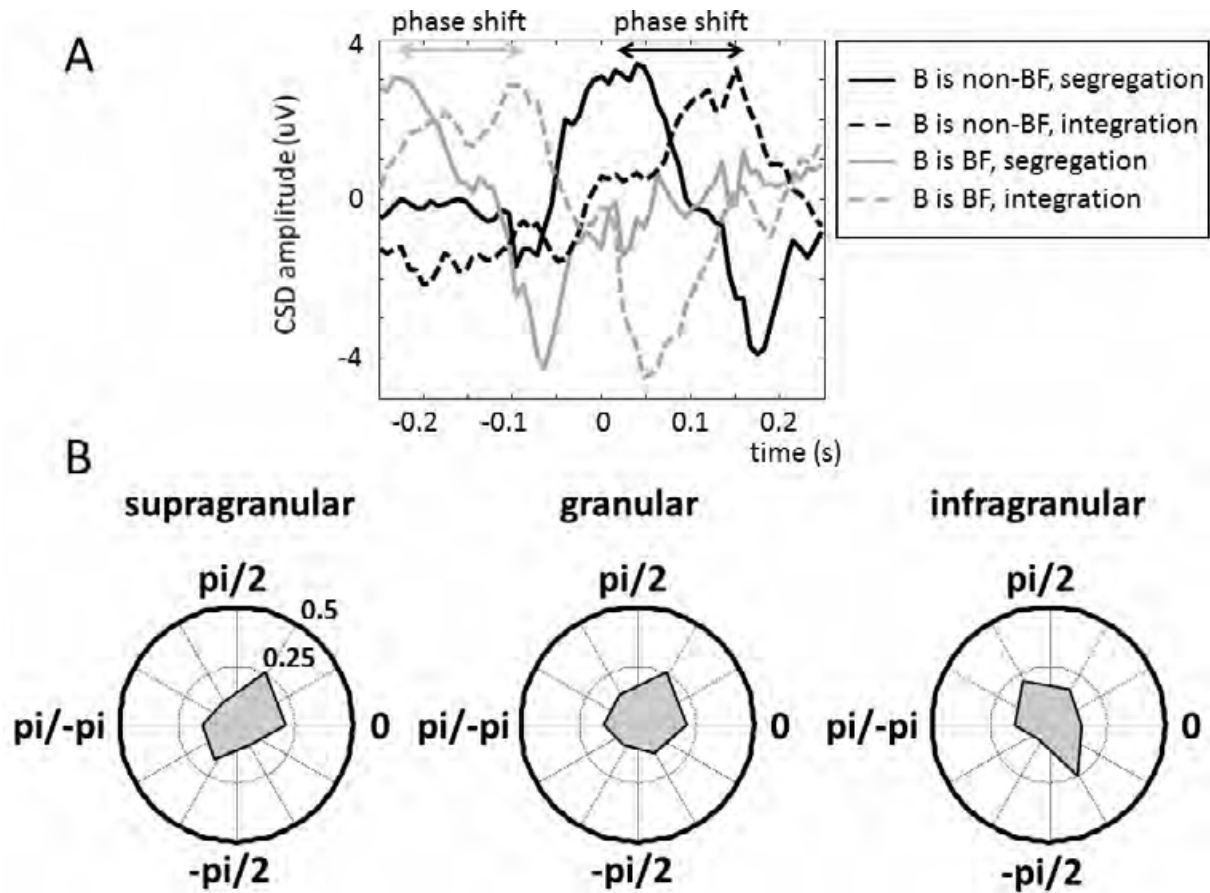 A
phase shift
phase shift
4
0
-4
CSD amplitude (uV)
-0.2
-0.1
0
0.1
0.2
time (s)
B is non-BF, segregation
B is non-BF, integration
B is BF, segregation
B is BF, integration
B
supragranular
granular
infragranular
pi/2
0.5
0.25
pi/-pi
0
-pi/2
pi/2
pi/-pi
0
-pi/2
pi/2
pi/-pi
0
-pi/2